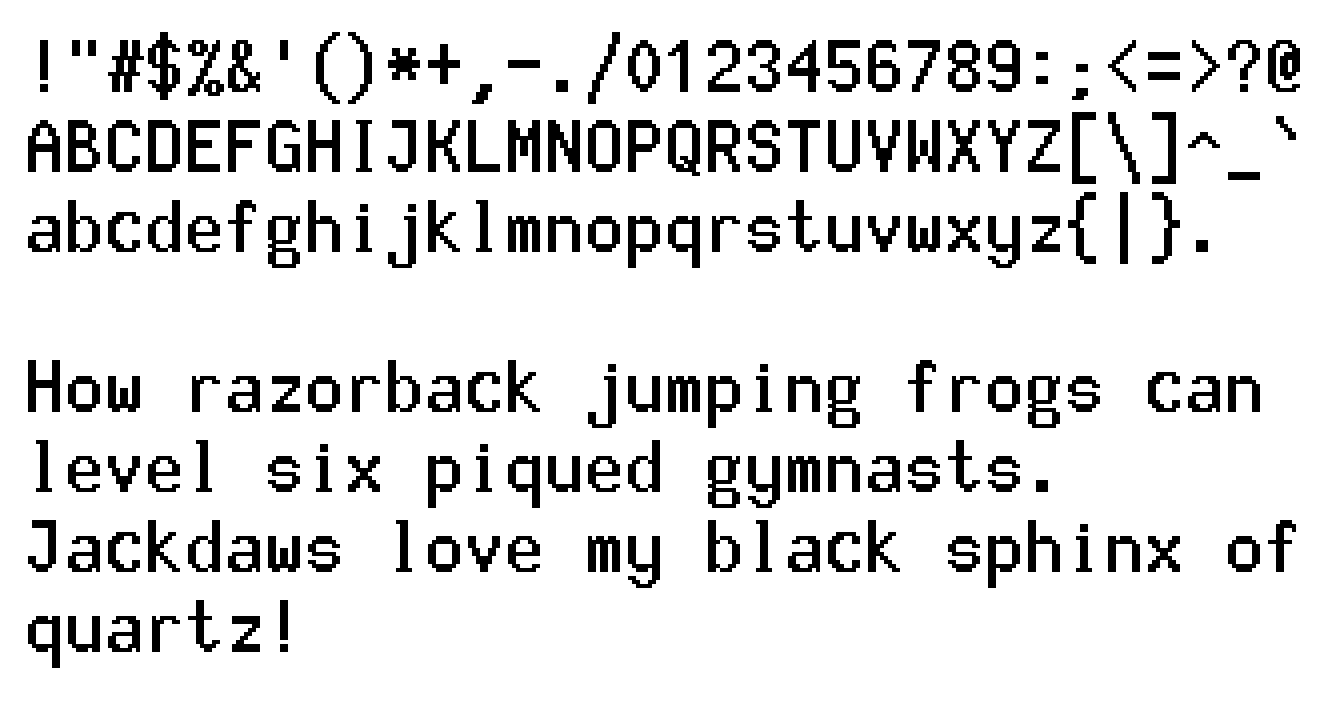 !"#$%&'()*+,-./0123456789:;<=>?@
ABCDEFGHIJKLMNOPQRSTUVWXYZ[\]^_`
abcdefghijklmnopqrstuvwxyz{|}.
How razorback jumping frogs can
level six piqued gymnasts.
Jackdaws love my black sphinx of
quartz!